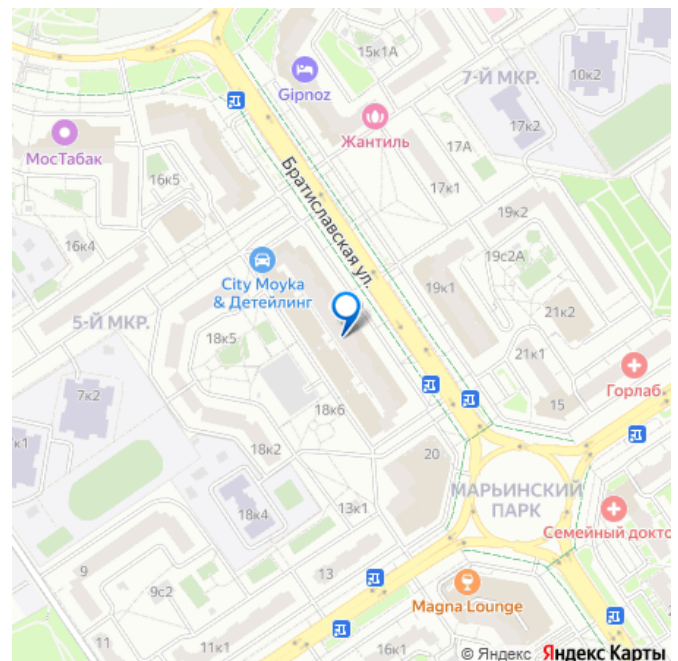 15к1А
7-Й МКР.
10к2
Gipnoz
Жантиль
17к2
МосТабак
17А
16к5
17к1
Братиславская ул.
19к2
16к4
19с2А
City Moyka
& Детейлинг
19к1
21к2
5-Й МКР.
18к5
21к1
Горлаб
7к2
15
18к6
к1
18к2
20
МАРЬИНСКИЙ
ПАРК
18к4
13к1
Семейный докто
9
13
9с2
Magna Lounge
11
11к1
16к1
© Яндекс Яндекс Карты